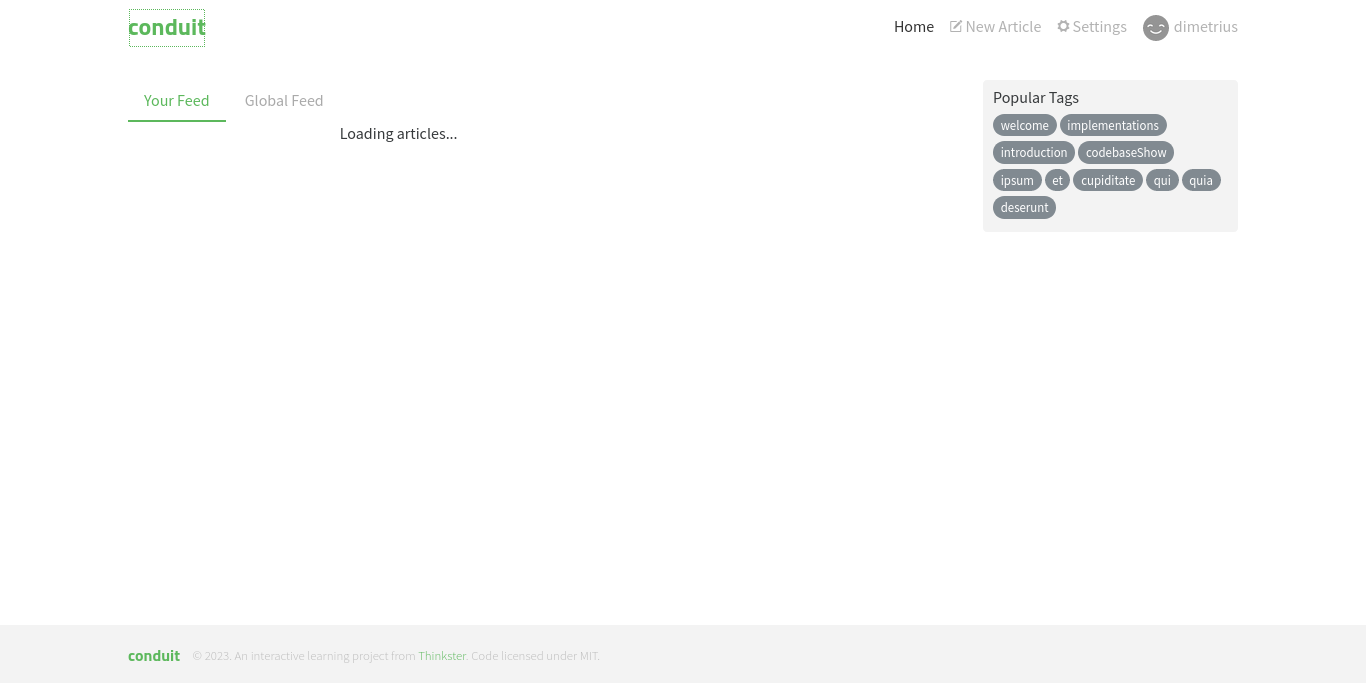 conduit
Home New Article Settings dimetrius
Your Feed Global Feed
Loading articles...
Popular Tags
welcome implementations
introduction codebaseShow
ipsum et cupiditate qui quia
deserunt
conduit © 2023. An interactive learning project from Thinkster. Code licensed under MIT.